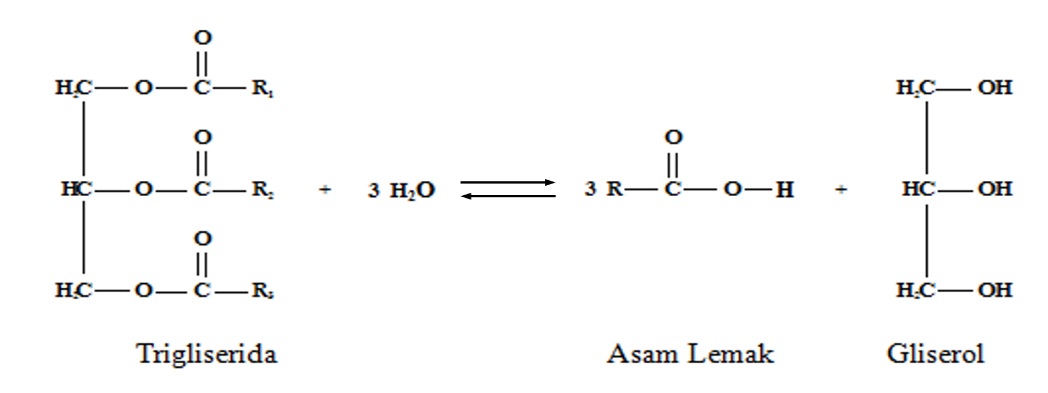 O O
H₂C—O—C—R₁ H₂C—OH
O O
HC—O—C—R₂ + 3 H₂O ⇌ 3 R—C—O—H + HC—OH
O
H₂C—O—C—R₃ H₂C—OH
Trigliserida Asam Lemak Gliserol